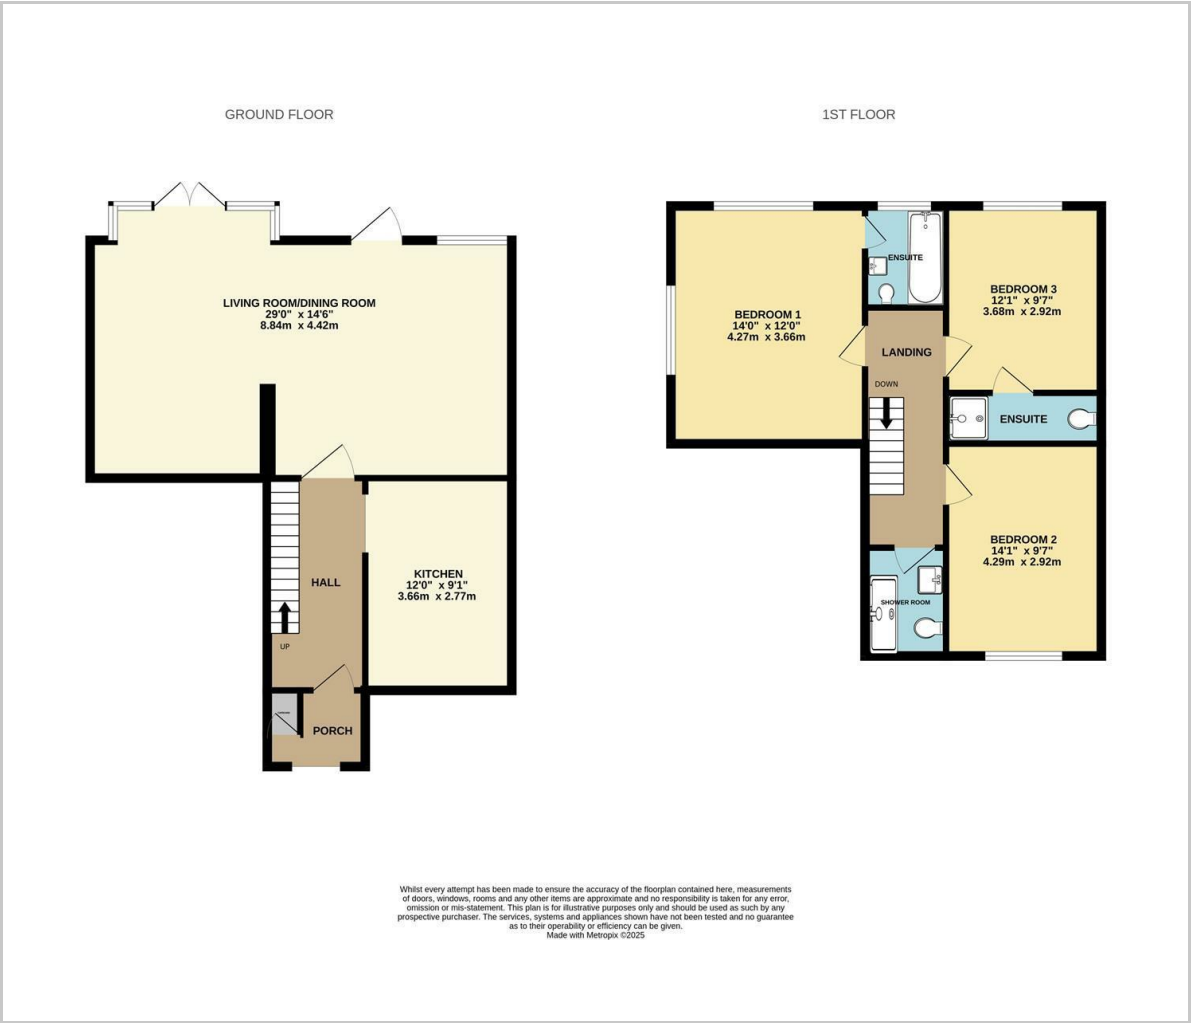 GROUND FLOOR
LIVING ROOM/DINING ROOM
29'0" x 14'6"
8.84m x 4.42m
HALL
KITCHEN
12'0" x 9'1"
3.66m x 2.77m
UP
PORCH
1ST FLOOR
ENSUITE
BEDROOM 3
12'1" x 9'7"
3.68m x 2.92m
BEDROOM 1
14'0" x 12'0"
4.27m x 3.66m
LANDING
DOWN
ENSUITE
BEDROOM 2
14'1" x 9'7"
4.29m x 2.92m
SHOWER ROOM
Whilst every attempt has been made to ensure the accuracy of the floorplan contained here, measurements
of doors, windows, rooms and any other items are approximate and no responsibility is taken for any error,
omission or mis-statement. This plan is for illustrative purposes only and should be used as such by any
prospective purchaser. The services, systems and appliances shown have not been tested and no guarantee
as to their operability or efficiency can be given.
Made with Metropix ©2025